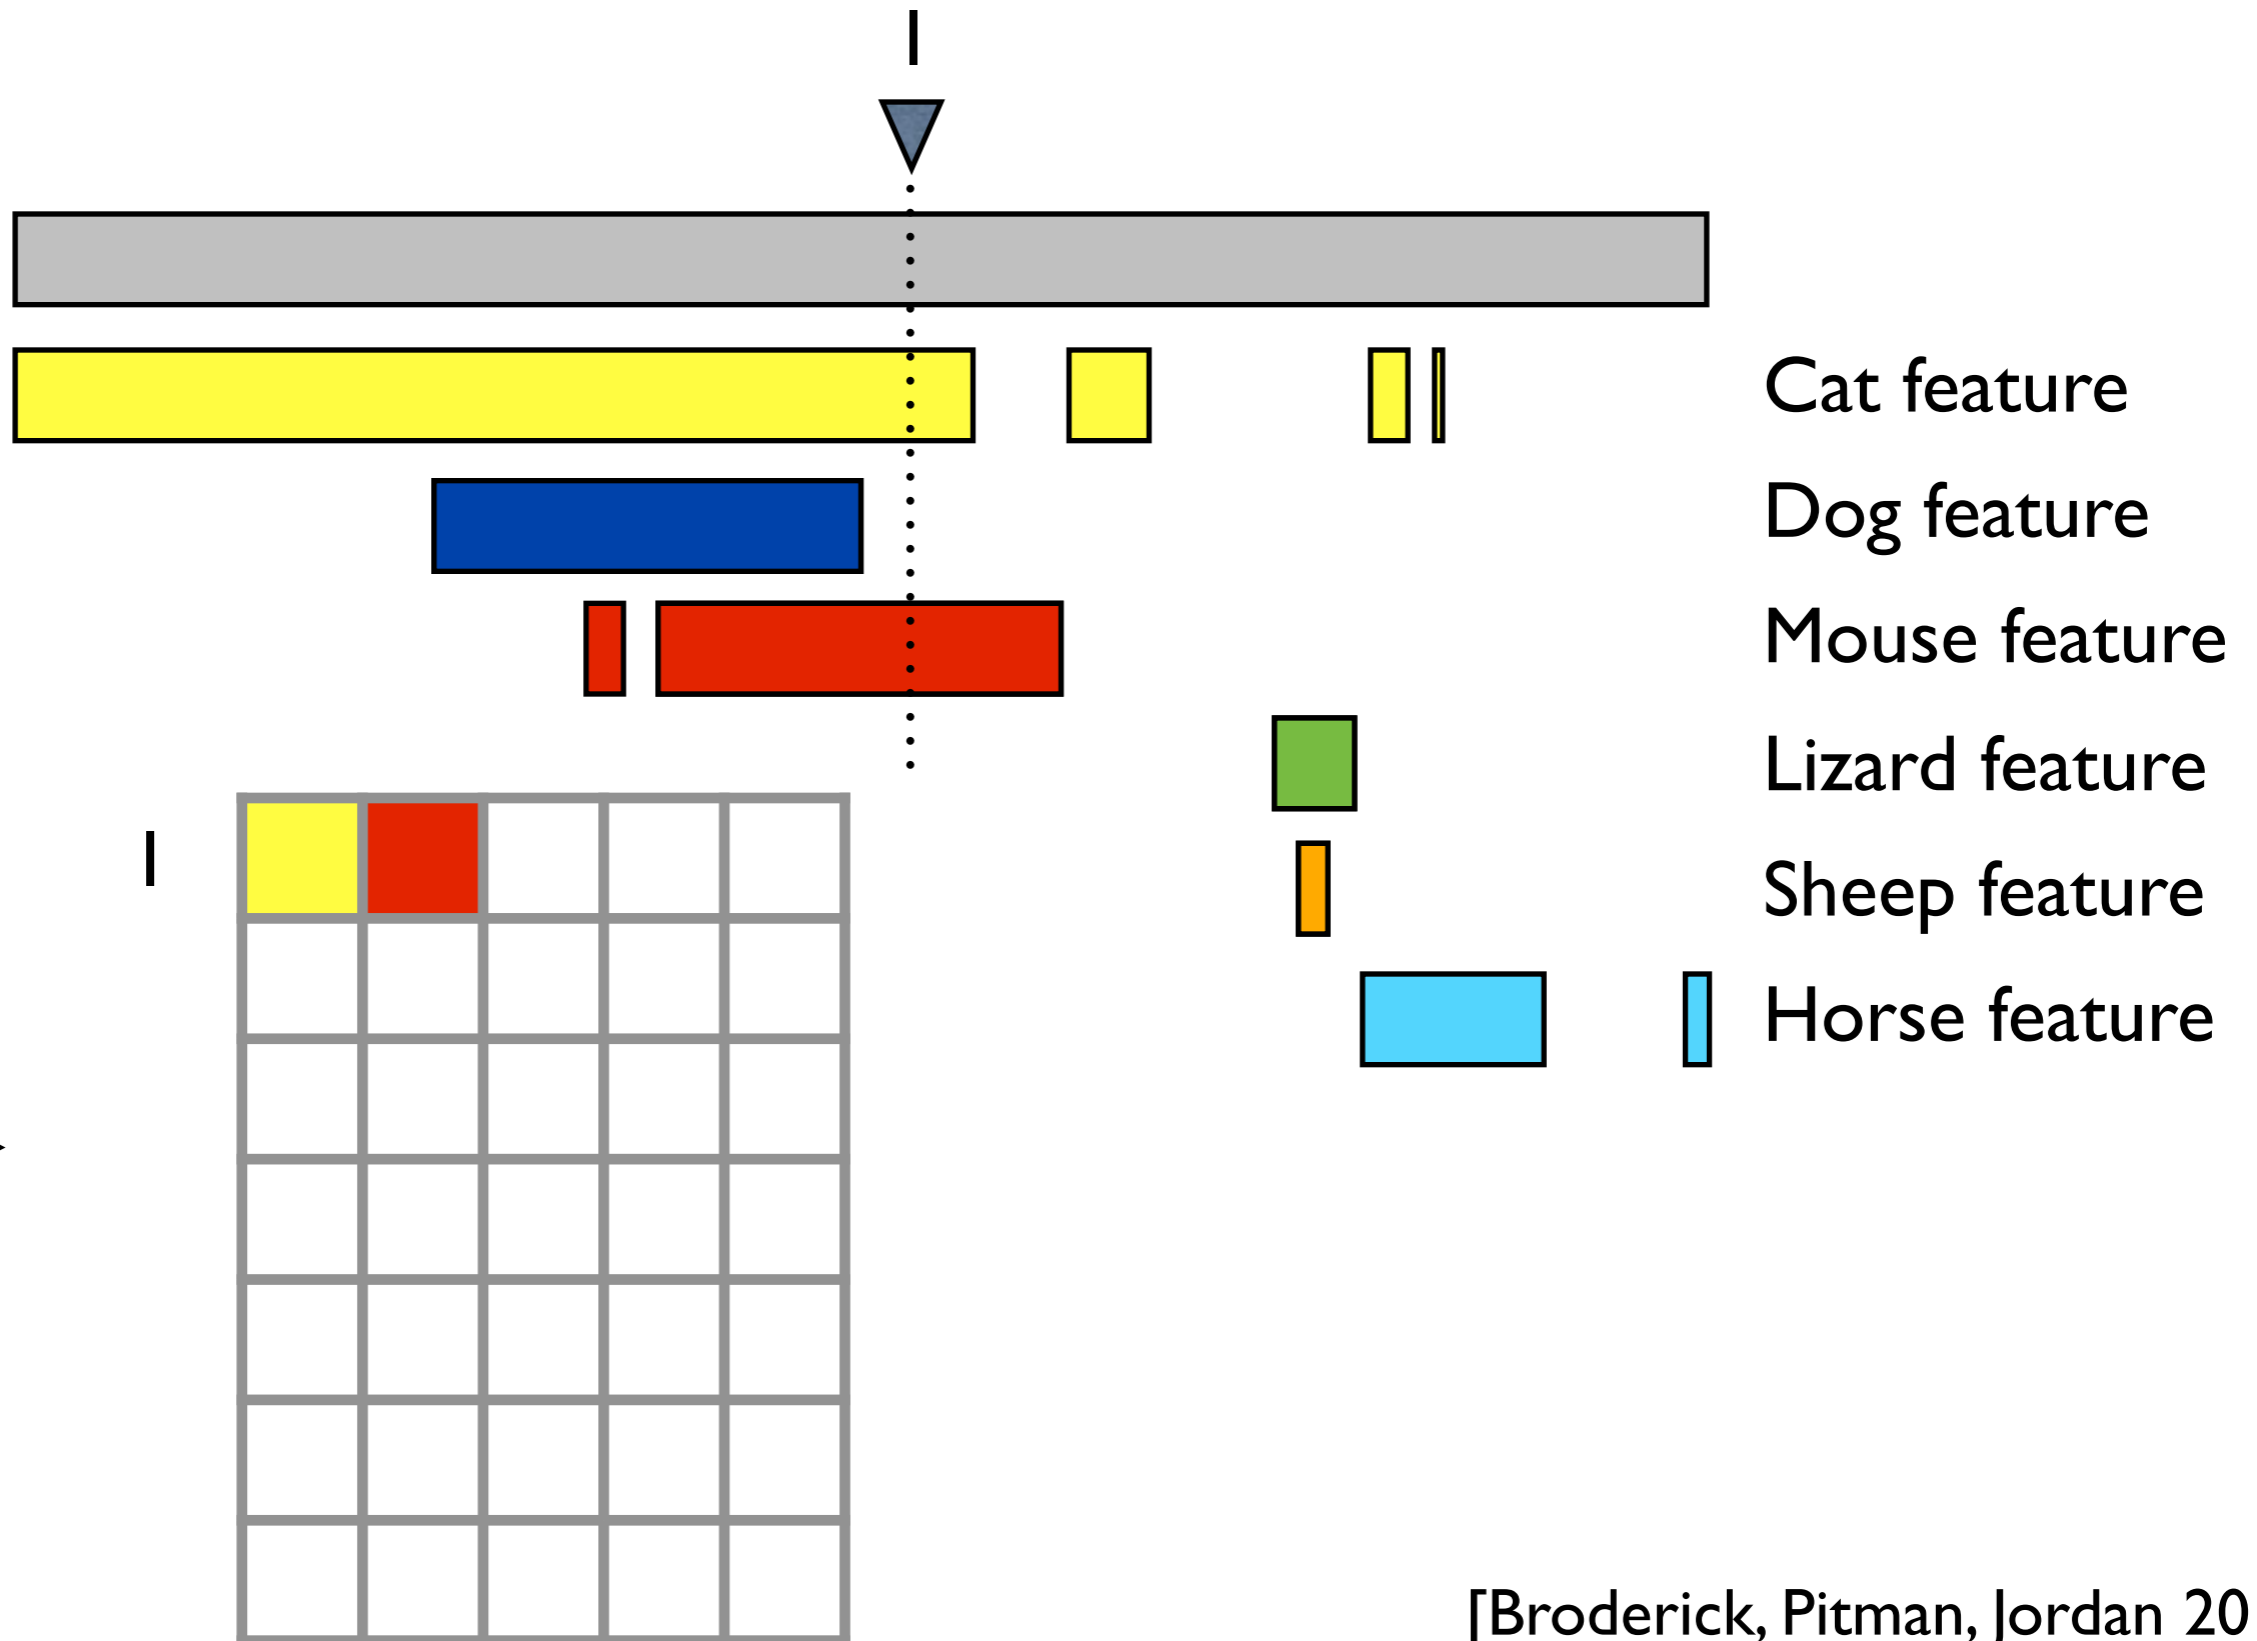 1
Cat feature
Dog feature
Mouse feature
Lizard feature
1
Sheep feature
Horse feature
[Broderick, Pitman, Jordan 20